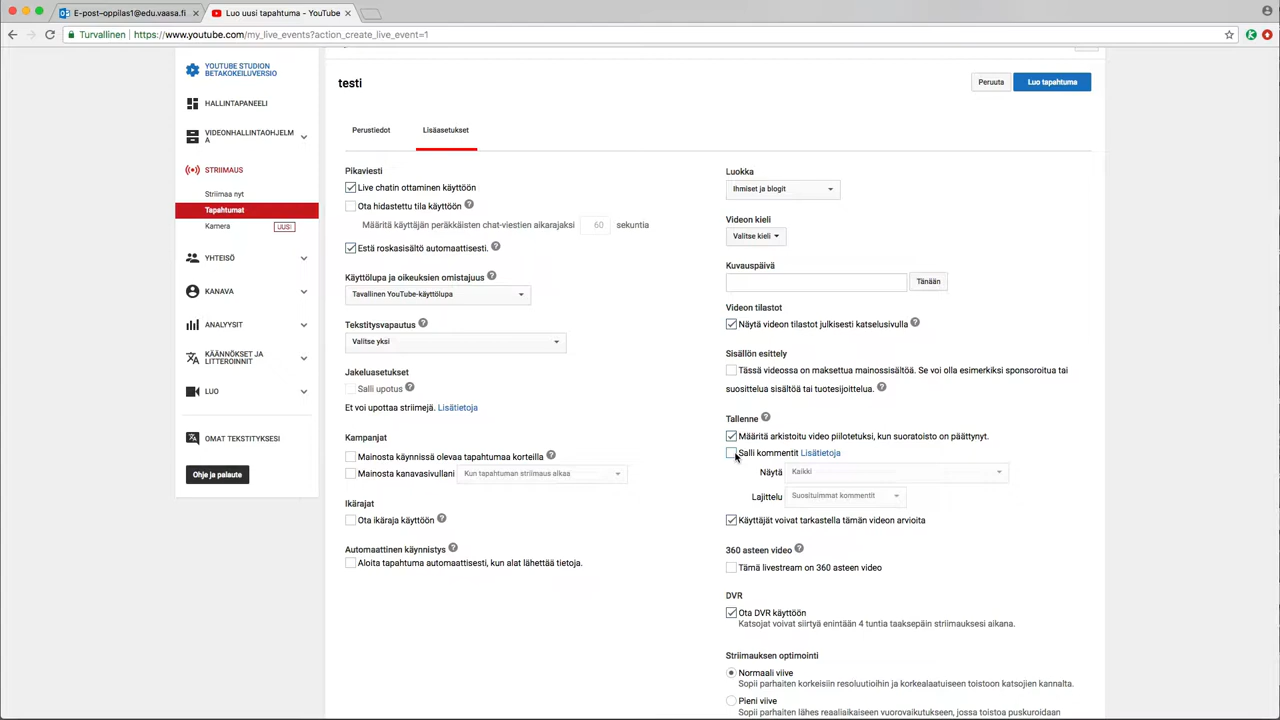 E-post-oppilas1@edu.vaasa.fi
Luo uusi tapahtuma - YouTube
Turvallinen
https://www.youtube.com/my_live_events?action_create_live_event=1
YOUTUBE STUDION
BETAKOKEILUVERSIO
HALLINTAPANEELI
VIDEONHALLINTAOHJELM
A
STRIIMAUS
Striimaa nyt
Tapahtumat
Kamera
UUSI
YHTEISÖ
KANAVA
ANALYYSIT
KÄÄNNÖKSET JA
LITTEROINNIT
LUO
OMAT TEKSTITYKSESI
Ohje ja palaute
testi
Peruuta
Luo tapahtuma
Perustiedot
Lisäasetukset
Pikaviesti
Live chatin ottaminen käyttöön
Ota hidastettu tila käyttöön
Määritä käyttäjän peräkkäisten chat-viestien aikarajaksi 60 sekuntia
Estä roskasisältö automaattisesti.
Käyttölupa ja oikeuksien omistajuus
Tavallinen YouTube-käyttölupa
Tekstitysvapautus
Valitse yksi
Jakeluasetukset
Salli upotus
Et voi upottaa striimejä. Lisätietoja
Kampanjat
Mainosta käynnissä olevaa tapahtumaa korteilla
Mainosta kanavasivullani
Kun tapahtuman striimaus alkaa
Ikärajat
Ota ikäraja käyttöön
Automaattinen käynnistys
Aloita tapahtuma automaattisesti, kun alat lähettää tietoja.
Luokka
Ihmiset ja blogit
Videon kieli
Valitse kieli
Kuvauspäivä
Tänään
Videon tilastot
Näytä videon tilastot julkisesti katselusivulla
Sisällön esittely
Tässä videossa on maksettua mainossisältöä. Se voi olla esimerkiksi sponsoroitua tai
suosittelua sisältöä tai tuotesijoittelua.
Tallenne
Määritä arkistoitu video piilotetuksi, kun suoratoisto on päättynyt.
Salli kommentit Lisätietoja
Näytä
Kaikki
Lajittelu
Suosituimmat kommentit
Käyttäjät voivat tarkastella tämän videon arvioita
360 asteen video
Tämä livestream on 360 asteen video
DVR
Ota DVR käyttöön
Katsojat voivat siirtyä enintään 4 tuntia taaksepäin striimauksesi aikana.
Striimauksen optimointi
Normaali viive
Sopii parhaiten korkeisiin resoluutioihin ja korkealaatuiseen toistoon katsojien kannalta.
Pieni viive
Sopii parhaiten lähes reaaliaikaiseen vuorovaikutukseen, jossa toistoa puskuroidaan